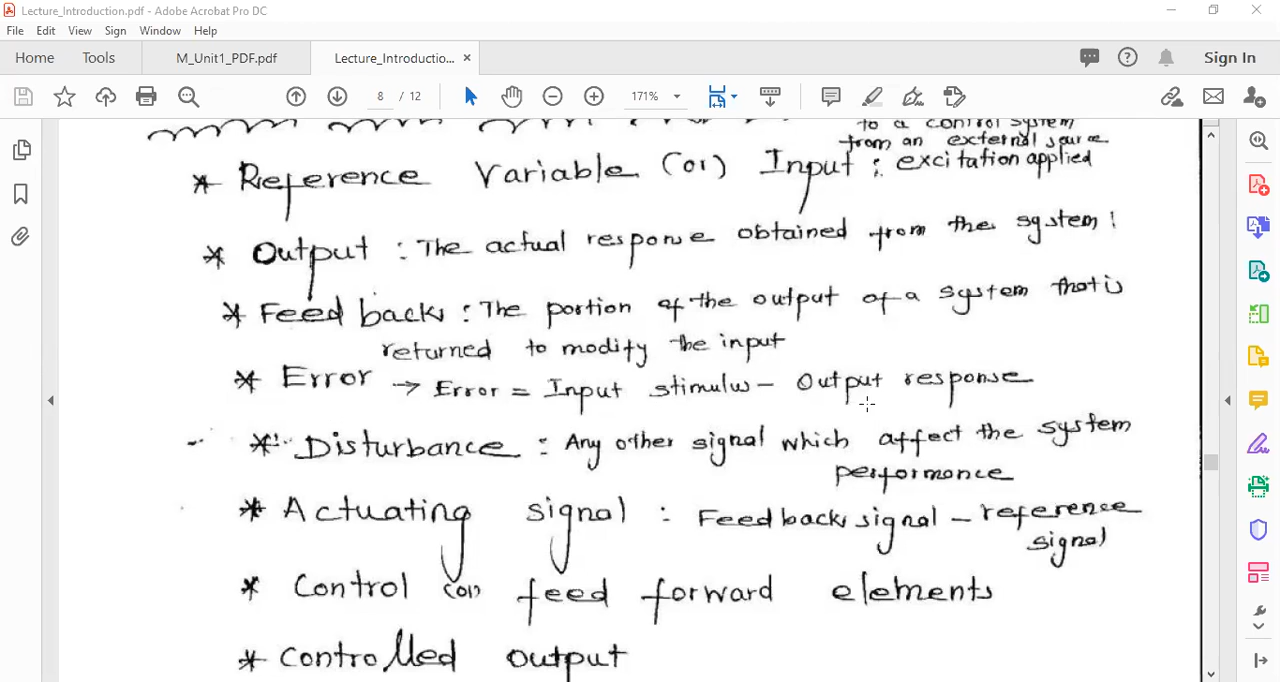 Lecture_Introduction.pdf - Adobe Acrobat Pro DC
File Edit View Sign Window Help
Home Tools M_Unit1_PDF.pdf Lecture_Introductio... × Sign In
8 / 12 171%
to a control system
from an external source
* Reference Variable (or) Input : excitation applied
* Output : The actual response obtained from the system
* Feed back : The portion of the output of a system that is
returned to modify the input
* Error → Error = Input stimulus - Output response
* Disturbance : Any other signal which affect the system
performance
* Actuating signal : Feedback signal - reference
signal
* Control (or) feed forward elements
* Controlled output